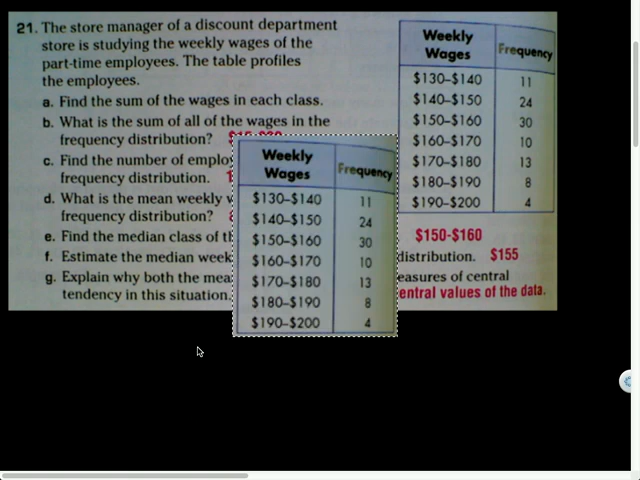 21. The store manager of a discount department
store is studying the weekly wages of the
part-time employees. The table profiles
the employees.
a. Find the sum of the wages in each class.
b. What is the sum of all of the wages in the
frequency distribution?
c. Find the number of
frequency distribution.
d. What is the mean weekly
frequency distribution?
e. Find the median class of
$150-$160
f. Estimate the median
distribution. $155
g. Explain why both the
of central
tendency in this situation.
central values of the data.
Weekly Wages Frequency
$130–$140 11
$140–$150 24
$150–$160 30
$160–$170 10
$170–$180 13
$180–$190 8
$190–$200 4
Weekly Wages Frequency
$130–$140 11
$140–$150 24
$150–$160 30
$160–$170 10
$170–$180 13
$180–$190 8
$190–$200 4